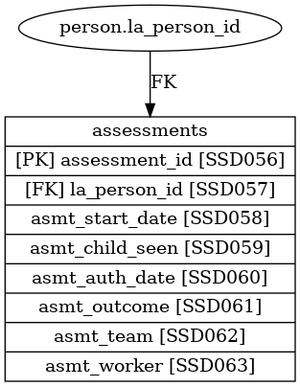 person.la_person_id
FK
assessments
[PK] assessment_id [SSD056]
[FK] la_person_id [SSD057]
asmt_start_date [SSD058]
asmt_child_seen [SSD059]
asmt_auth_date [SSD060]
asmt_outcome [SSD061]
asmt_team [SSD062]
asmt_worker [SSD063]